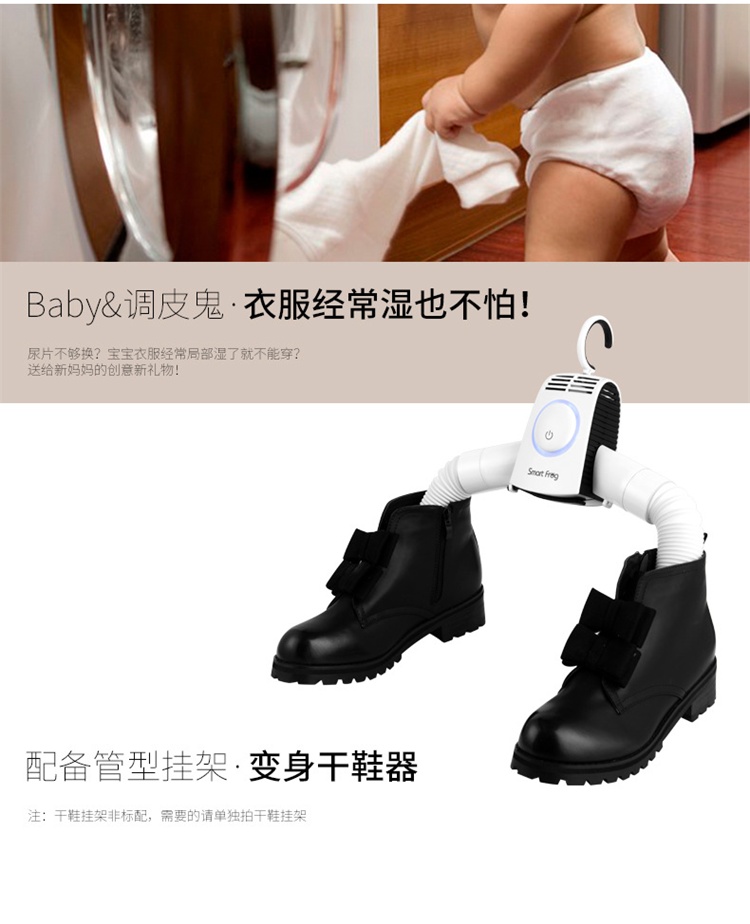 Baby&调皮鬼·衣服经常湿也不怕！
尿片不够换？宝宝衣服经常局部湿了就不能穿？
送给新妈妈的创意新礼物！
Smart Frog
配备管型挂架·变身干鞋器
注：干鞋挂架非标配，需要的请单独拍干鞋挂架